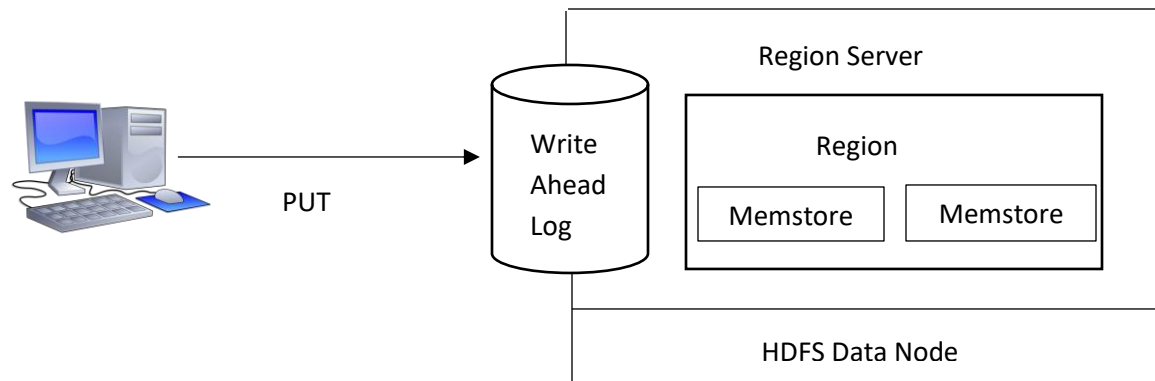 Region Server
Write
Ahead
Log
PUT
Region
Memstore
Memstore
HDFS Data Node